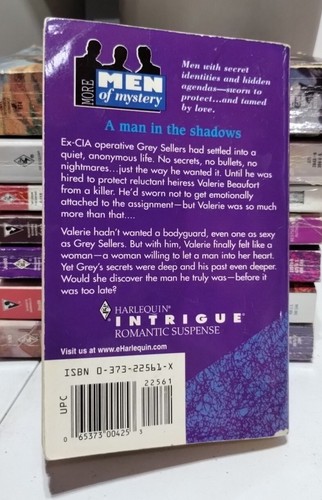 MORE
MEN
of mystery
Men with secret
identities and hidden
agendas—sworn to
protect...and tamed
by love.
A man in the shadows
Ex-CIA operative Grey Sellers had settled into a
quiet, anonymous life. No secrets, no bullets, no
nightmares...just the way he wanted it. Until he was
hired to protect reluctant heiress Valerie Beaufort
from a killer. He'd sworn not to get emotionally
attached to the assignment—but Valerie was so much
more than that....
Valerie hadn't wanted a bodyguard, even one as sexy
as Grey Sellers. But with him, Valerie finally felt like a
woman—a woman willing to let a man into her heart.
Yet Grey's secrets were deep and his past even deeper.
Would she discover the man he truly was—before it
was too late?
HARLEQUIN®
INTRIGUE®
ROMANTIC SUSPENSE
Visit us at www.eHarlequin.com
ISBN 0-373-22561-X
22561
UPC
0 65373 00425 3